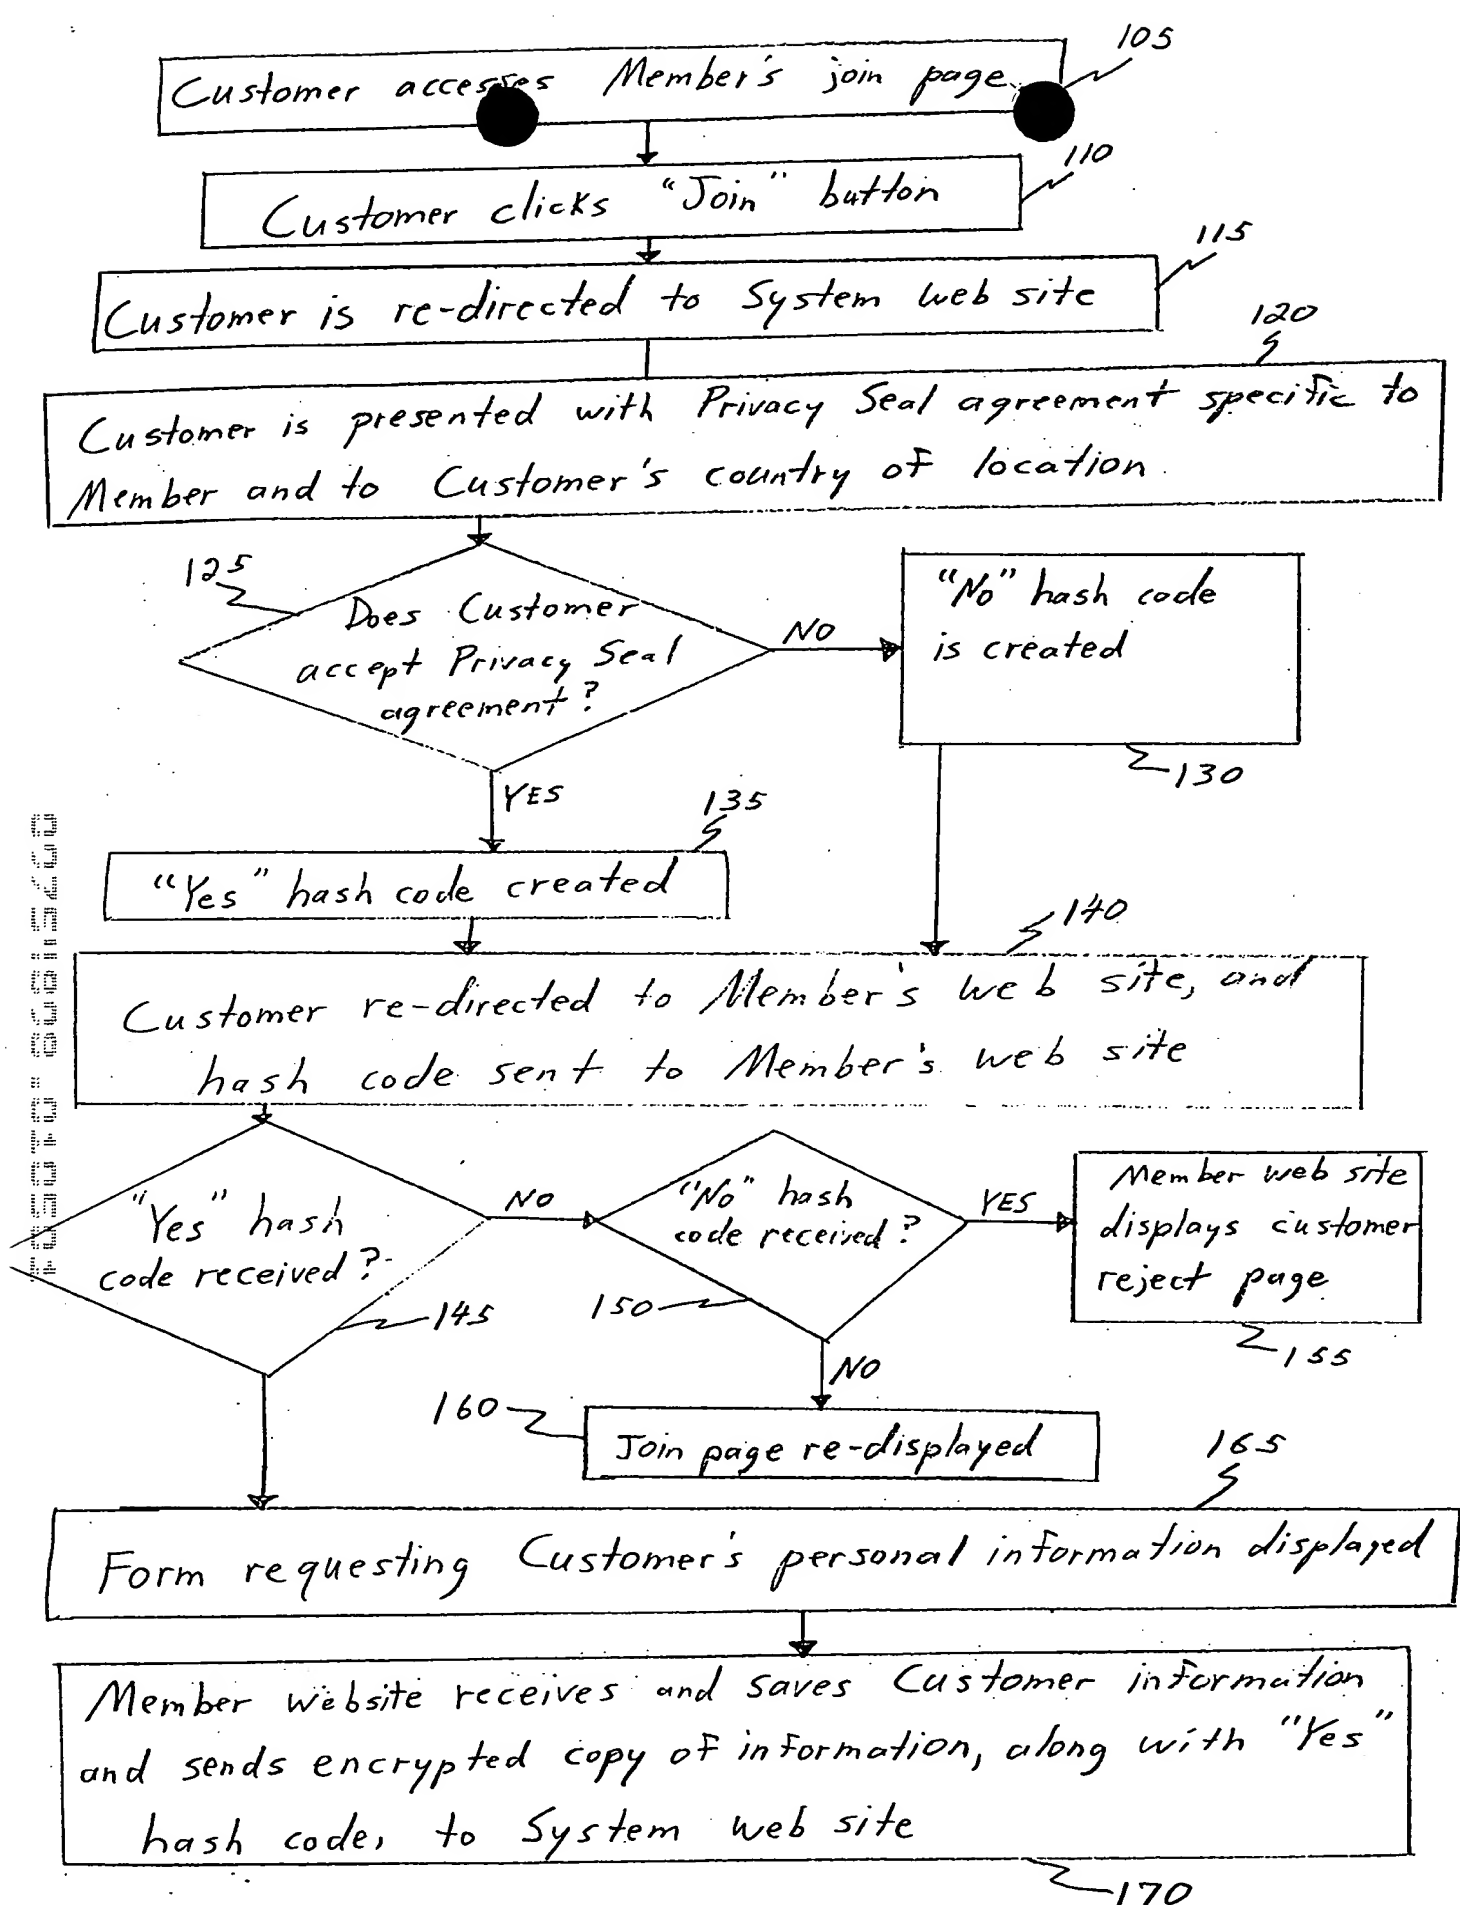 105
Customer accesses Member's join page
110
Customer clicks "Join" button
115
Customer is re-directed to System web site
120
Customer is presented with Privacy Seal agreement specific to
Member and to Customer's country of location
125
Does Customer
accept Privacy Seal
agreement?
NO
"No" hash code
is created
130
YES
135
"Yes" hash code created
140
Customer re-directed to Member's web site, and
hash code sent to Member's web site
"Yes" hash
code received?
145
NO
"No" hash
code received?
150
YES
Member web site
displays customer
reject page
155
NO
160
Join page re-displayed
165
Form requesting Customer's personal information displayed
Member website receives and saves Customer information
and sends encrypted copy of information, along with "Yes"
hash code, to System web site
170